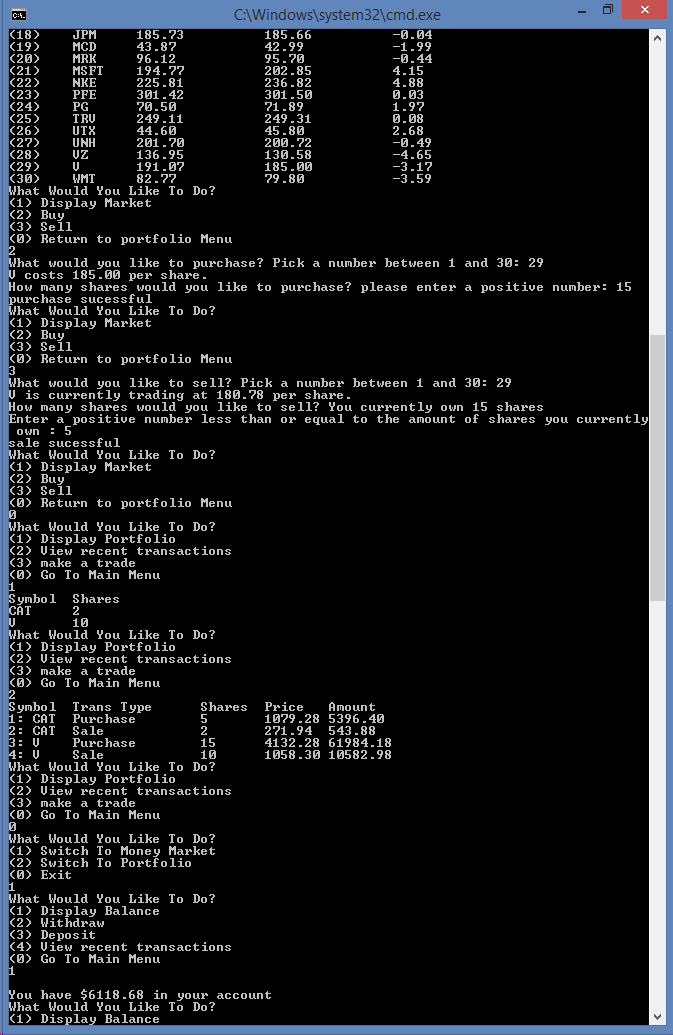 C:\Windows\system32\cmd.exe
(18) JPM 185.73 185.66 -0.04
(19) MCD 43.87 42.99 -1.99
(20) MRK 96.12 95.70 -0.44
(21) MSFT 194.77 202.85 4.15
(22) NKE 225.81 236.82 4.88
(23) PFE 301.42 301.50 0.03
(24) PG 70.50 71.89 1.97
(25) TRV 249.11 249.31 0.08
(26) UTX 44.60 45.80 2.68
(27) UNH 201.70 200.72 -0.49
(28) VZ 136.95 130.58 -4.65
(29) V 191.07 185.00 -3.17
(30) WMT 82.77 79.80 -3.59
What Would You Like To Do?
(1) Display Market
(2) Buy
(3) Sell
(0) Return to portfolio Menu
2
What would you like to purchase? Pick a number between 1 and 30: 29
V costs 185.00 per share.
How many shares would you like to purchase? please enter a positive number: 15
purchase sucessful
What Would You Like To Do?
(1) Display Market
(2) Buy
(3) Sell
(0) Return to portfolio Menu
3
What would you like to sell? Pick a number between 1 and 30: 29
V is currently trading at 180.78 per share.
How many shares would you like to sell? You currently own 15 shares
Enter a positive number less than or equal to the amount of shares you currently
own : 5
sale sucessful
What Would You Like To Do?
(1) Display Market
(2) Buy
(3) Sell
(0) Return to portfolio Menu
0
What Would You Like To Do?
(1) Display Portfolio
(2) View recent transactions
(3) make a trade
(0) Go To Main Menu
1
Symbol Shares
CAT 2
V 10
What Would You Like To Do?
(1) Display Portfolio
(2) View recent transactions
(3) make a trade
(0) Go To Main Menu
2
Symbol Trans Type Shares Price Amount
1: CAT Purchase 5 1079.28 5396.40
2: CAT Sale 2 271.94 543.88
3: V Purchase 15 4132.28 61984.18
4: V Sale 10 1058.30 10582.98
What Would You Like To Do?
(1) Display Portfolio
(2) View recent transactions
(3) make a trade
(0) Go To Main Menu
0
What Would You Like To Do?
(1) Switch To Money Market
(2) Switch To Portfolio
(0) Exit
1
What Would You Like To Do?
(1) Display Balance
(2) Withdraw
(3) Deposit
(4) View recent transactions
(0) Go To Main Menu
1
You have $6118.68 in your account
What Would You Like To Do?
(1) Display Balance